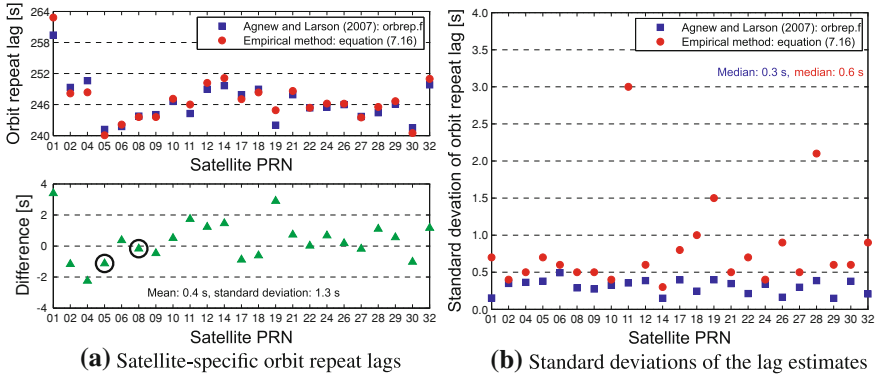 Agnew and Larson (2007): orbrep.f
Empirical method: equation (7.16)
Orbit repeat lag [s]
264
258
252
246
240
01 02 04 05 06 08 09 10 11 12 14 16 17 18 19 20 21 22 24 26 27 28 29 30 32
Satellite PRN
Difference [s]
4
2
0
-2
-4
Mean: 0.4 s, standard deviation: 1.3 s
01 02 04 05 06 08 09 10 11 12 14 16 17 18 19 20 21 22 24 26 27 28 29 30 32
Satellite PRN
(a) Satellite-specific orbit repeat lags
Agnew and Larson (2007): orbrep.f
Empirical method: equation (7.16)
Median: 0.3 s, median: 0.6 s
Standard devation of orbit repeat lag [s]
4.0
3.5
3.0
2.5
2.0
1.5
1.0
0.5
0.0
01 02 04 05 06 08 09 10 11 12 14 16 17 18 19 20 21 22 24 26 27 28 29 30 32
Satellite PRN
(b) Standard deviations of the lag estimates